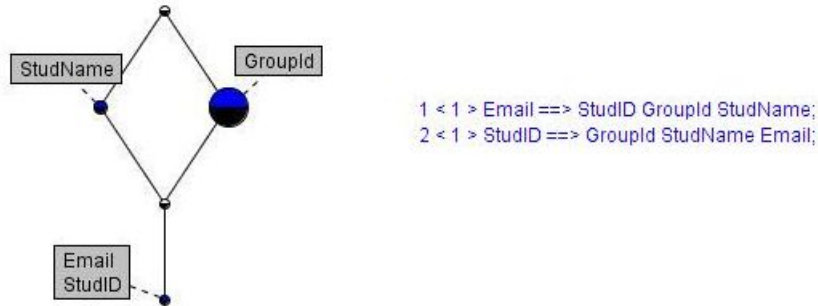 StudName
GroupId
1 < 1 > Email ==> StudID GroupId StudName;
2 < 1 > StudID ==> GroupId StudName Email;
Email
StudID